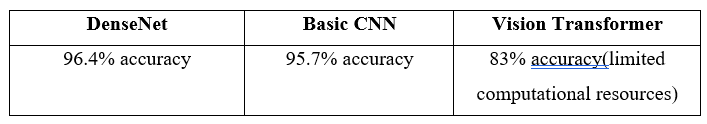 DenseNet Basic CNN Vision Transformer
96.4% accuracy 95.7% accuracy 83% accuracy(limited
computational resources)